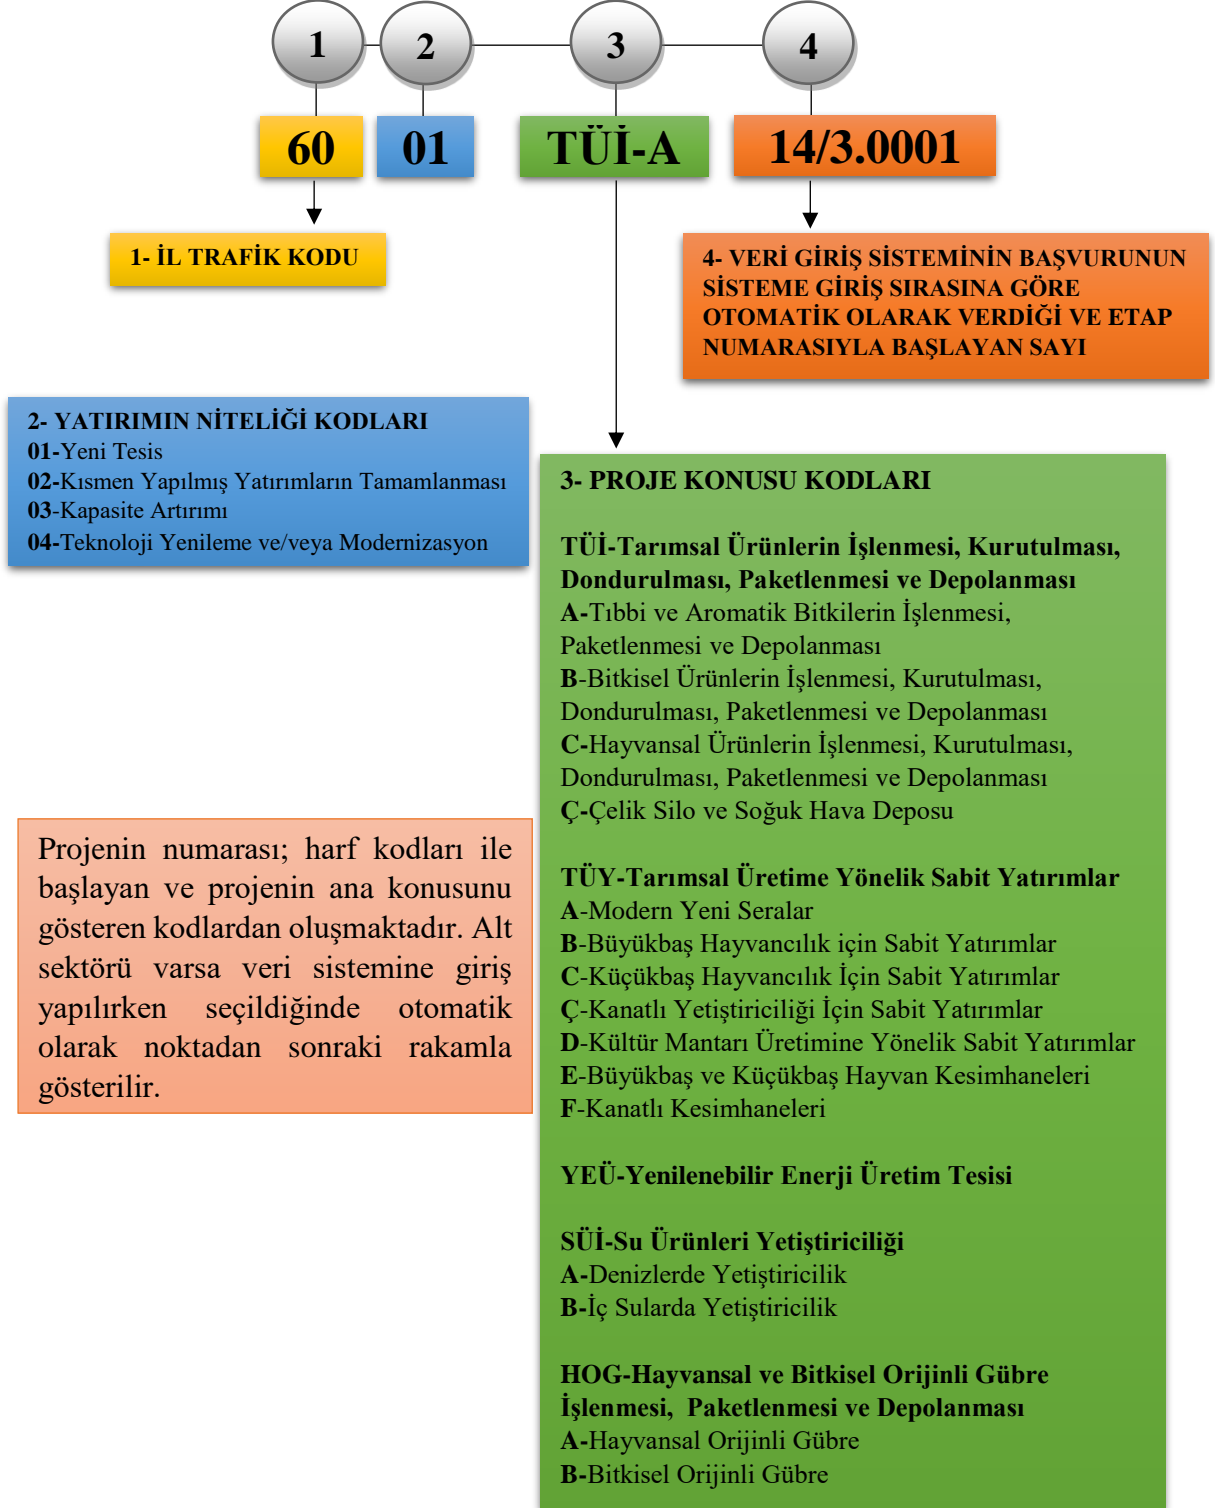 1 2 3 4
60 01 TÜİ-A 14/3.0001
1- İL TRAFİK KODU
4- VERİ GİRİŞ SİSTEMİNİN BAŞVURUNUN
SİSTEME GİRİŞ SIRASINA GÖRE
OTOMATİK OLARAK VERDİĞİ VE ETAP
NUMARASIYLA BAŞLAYAN SAYI
2- YATIRIMIN NİTELİĞİ KODLARI
01-Yeni Tesis
02-Kısmen Yapılmış Yatırımların Tamamlanması
03-Kapasite Artırımı
04-Teknoloji Yenileme ve/veya Modernizasyon
3- PROJE KONUSU KODLARI
TÜİ-Tarımsal Ürünlerin İşlenmesi, Kurutulması,
Dondurulması, Paketlenmesi ve Depolanması
A-Tıbbi ve Aromatik Bitkilerin İşlenmesi,
Paketlenmesi ve Depolanması
B-Bitkisel Ürünlerin İşlenmesi, Kurutulması,
Dondurulması, Paketlenmesi ve Depolanması
C-Hayvansal Ürünlerin İşlenmesi, Kurutulması,
Dondurulması, Paketlenmesi ve Depolanması
Ç-Çelik Silo ve Soğuk Hava Deposu
TÜY-Tarımsal Üretime Yönelik Sabit Yatırımlar
A-Modern Yeni Seralar
B-Büyükbaş Hayvancılık için Sabit Yatırımlar
C-Küçükbaş Hayvancılık İçin Sabit Yatırımlar
Ç-Kanatlı Yetiştiriciliği İçin Sabit Yatırımlar
D-Kültür Mantarı Üretimine Yönelik Sabit Yatırımlar
E-Büyükbaş ve Küçükbaş Hayvan Kesimhaneleri
F-Kanatlı Kesimhaneleri
YEÜ-Yenilenebilir Enerji Üretim Tesisi
SÜİ-Su Ürünleri Yetiştiriciliği
A-Denizlerde Yetiştiricilik
B-İç Sularda Yetiştiricilik
HOG-Hayvansal ve Bitkisel Orijinli Gübre
İşlenmesi, Paketlenmesi ve Depolanması
A-Hayvansal Orijinli Gübre
B-Bitkisel Orijinli Gübre
Projenin numarası; harf kodları ile
başlayan ve projenin ana konusunu
gösteren kodlardan oluşmaktadır. Alt
sektörü varsa veri sistemine giriş
yapılırken seçildiğinde otomatik
olarak noktadan sonraki rakamla
gösterilir.